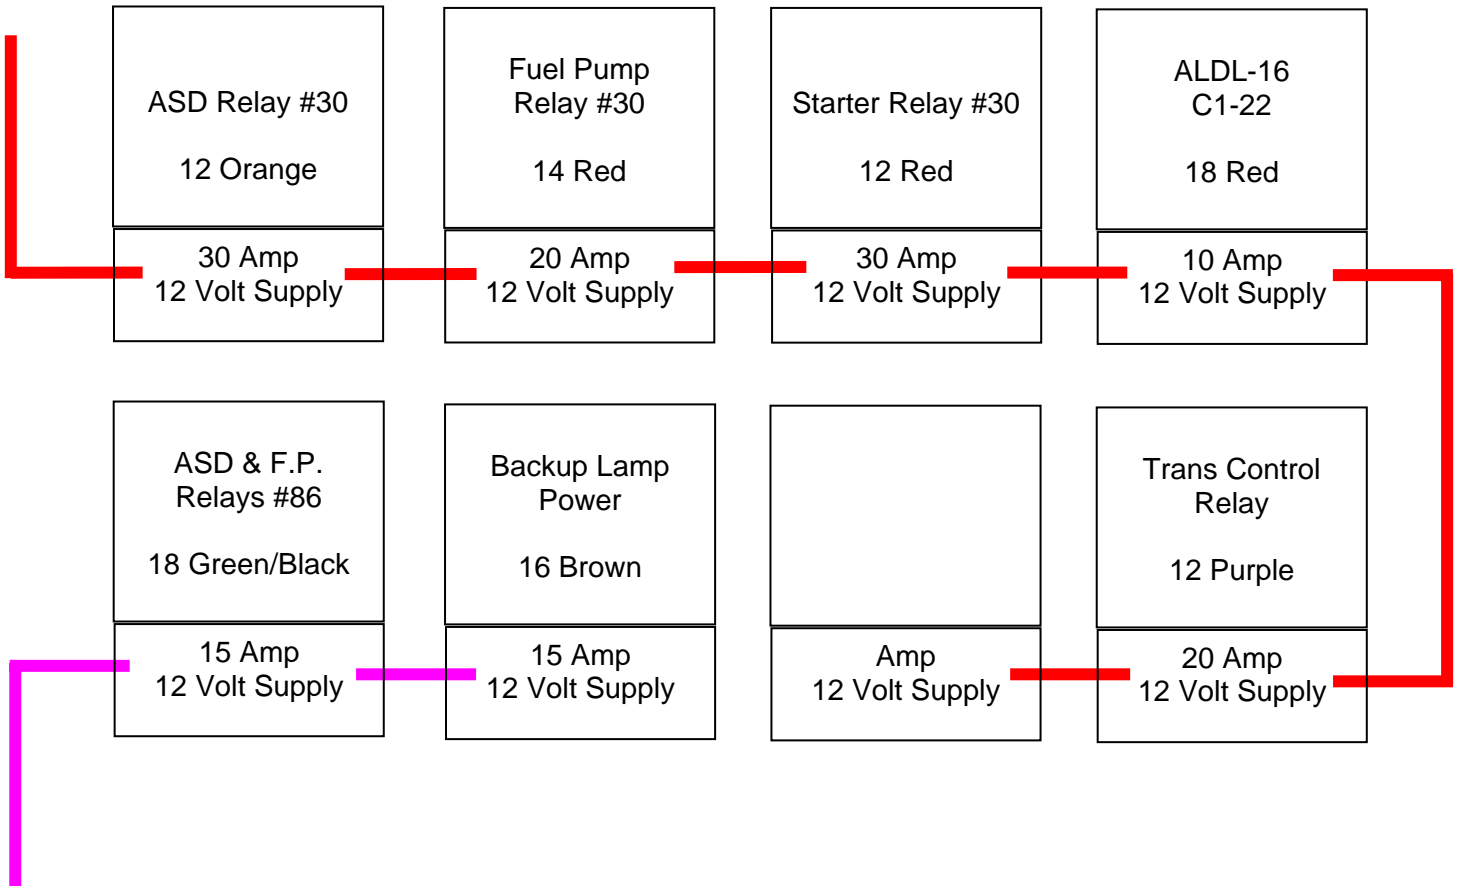 ASD Relay #30
12 Orange
30 Amp
12 Volt Supply
Fuel Pump
Relay #30
14 Red
20 Amp
12 Volt Supply
Starter Relay #30
12 Red
30 Amp
12 Volt Supply
ALDL-16
C1-22
18 Red
10 Amp
12 Volt Supply
ASD & F.P.
Relays #86
18 Green/Black
15 Amp
12 Volt Supply
Backup Lamp
Power
16 Brown
15 Amp
12 Volt Supply
Amp
12 Volt Supply
Trans Control
Relay
12 Purple
20 Amp
12 Volt Supply